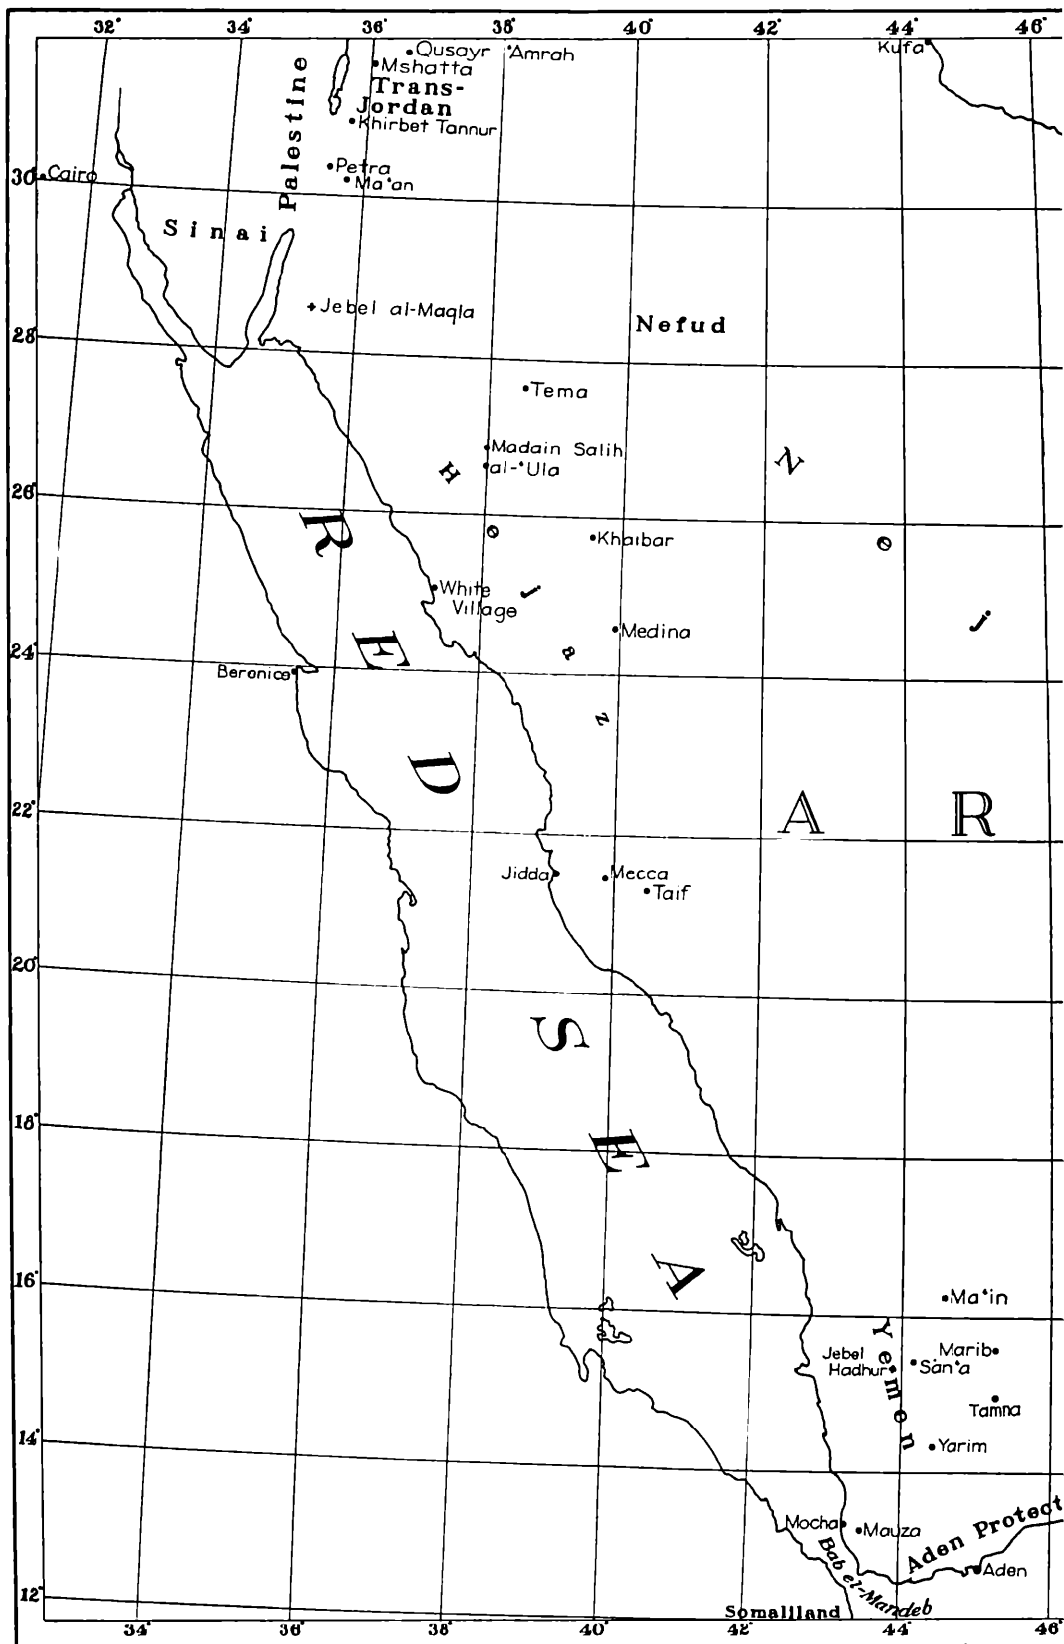 32° 34° 36° 38° 40° 42° 44° 46°
Qusayr 'Amrah
Kufa
Mshatta
Trans-
Jordan
Khirbet Tannur
Palestine
30° Cairo
Petra
Ma'an
Sinai
Jebel al-Maqla
Nefud
28°
Tema
Madain Salih
al-'Ula
Hejaz
Nej
26°
Khaibar
White
Village
Medina
24°
Berenice
RED SEA
22°
AR
Jidda
Mecca
Taif
20°
18°
16°
Ma'in
Yemen
Jebel
Hadhur
Marib
San'a
Tamna
14°
Yarim
Mocha
Mauza
Aden Protect
Bab el-Mandeb
Aden
12°
Somaliland
34° 36° 38° 40° 42° 44° 46°